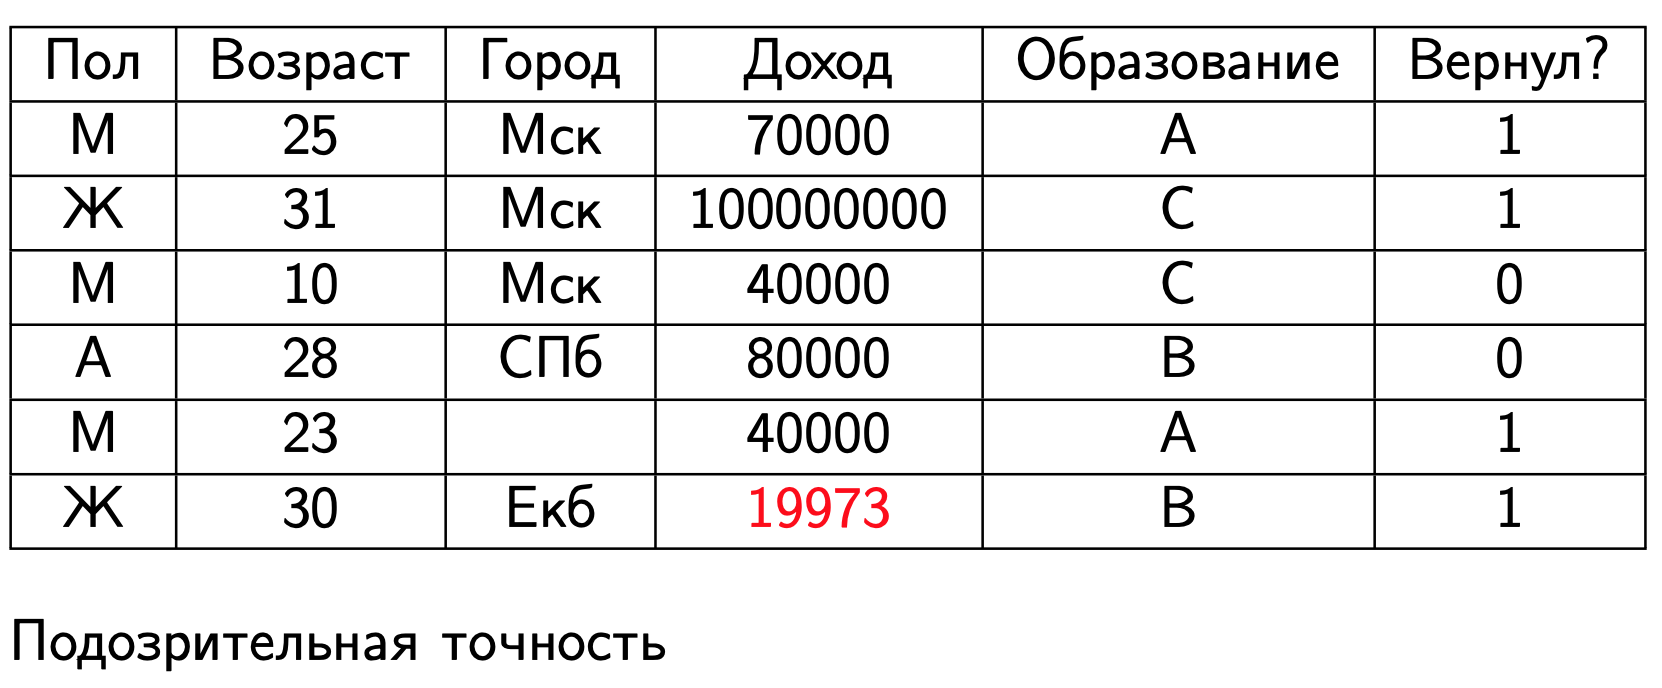 Пол Возраст Город Доход Образование Вернул?
М 25 Мск 70000 A 1
Ж 31 Мск 100000000 C 1
М 10 Мск 40000 C 0
А 28 СПб 80000 B 0
М 23 40000 A 1
Ж 30 Екб 19973 B 1
Подозрительная точность